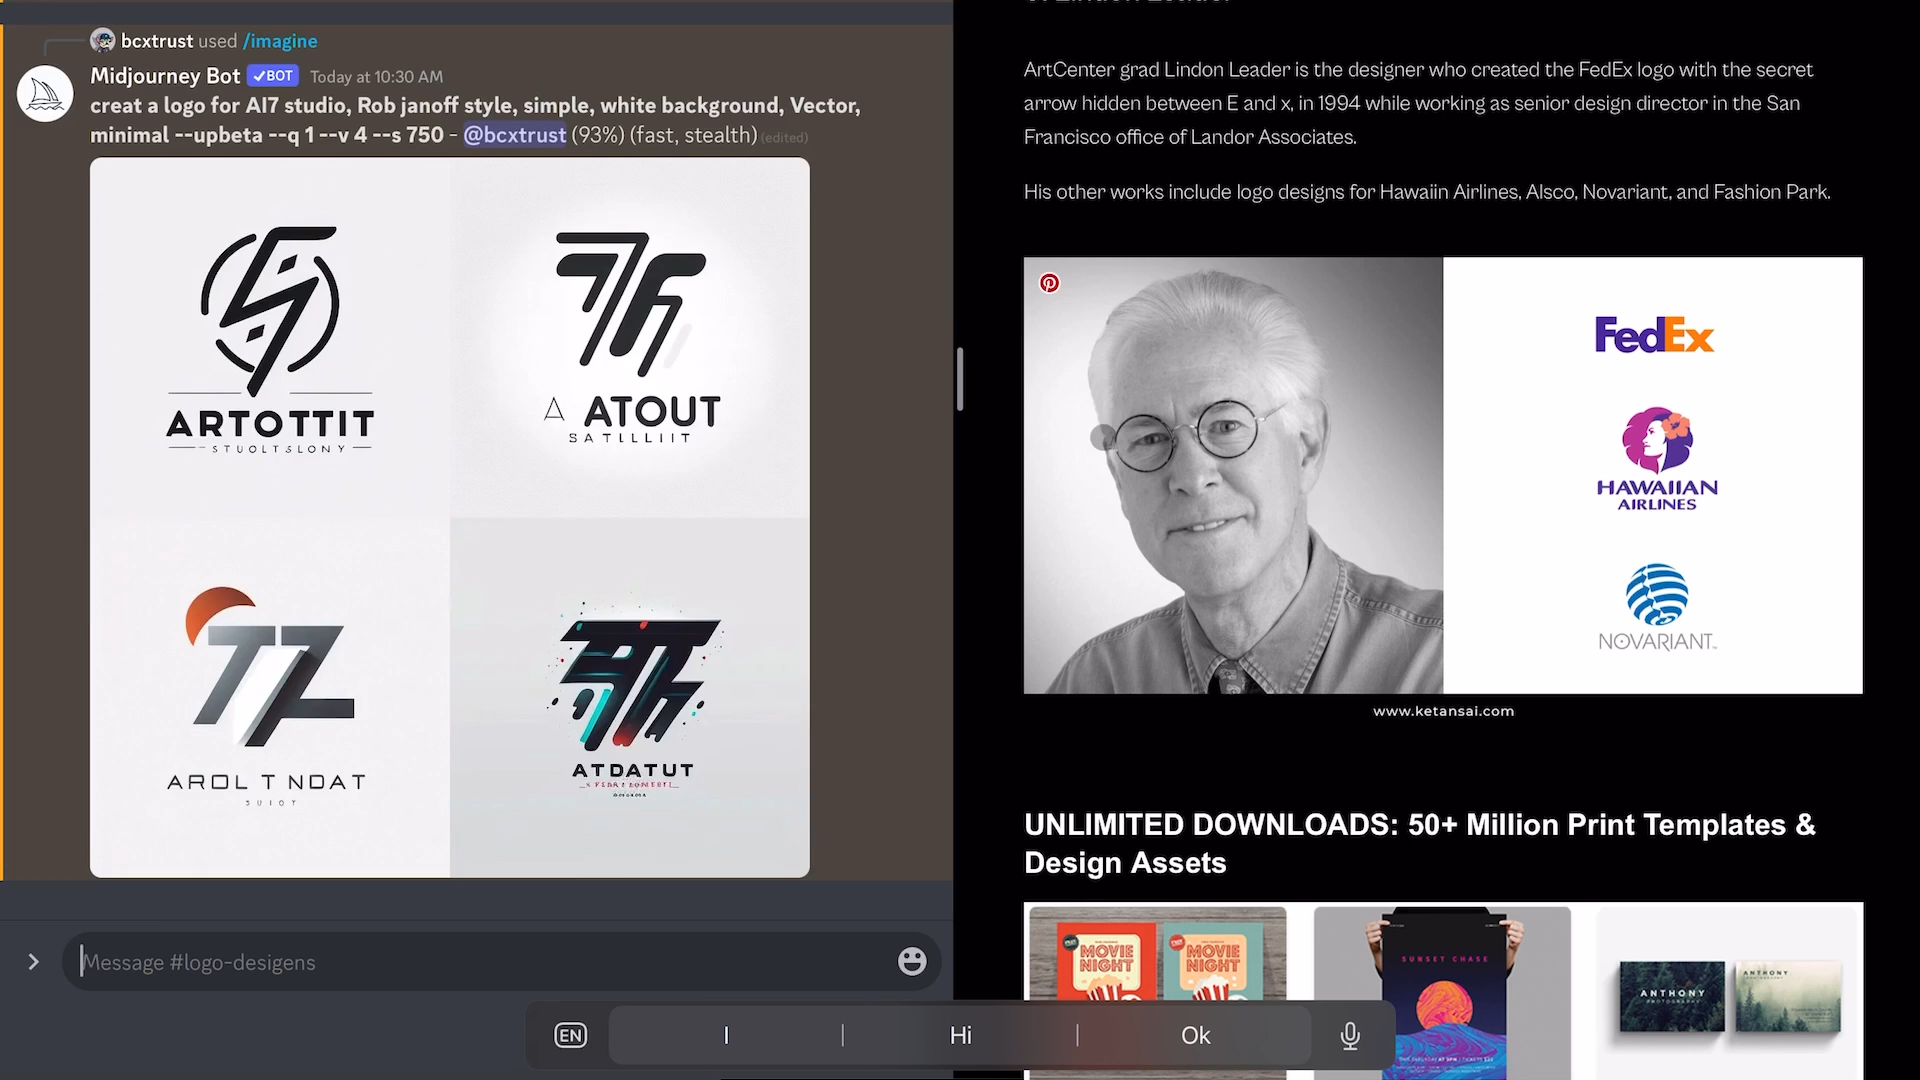 bcxtrust used /imagine
Midjourney Bot ✓BOT Today at 10:30 AM
creat a logo for AI7 studio, Rob janoff style, simple, white background, Vector,
minimal --upbeta --q 1 --v 4 --s 750 - @bcxtrust (93%) (fast, stealth) (edited)
ARTOTTIT
STUOLTSLONY
A ATOUT
SATLLLIIT
AROL T NDAT
SUIOT
ATDATUT
Message #logo-desigens
ArtCenter grad Lindon Leader is the designer who created the FedEx logo with the secret
arrow hidden between E and x, in 1994 while working as senior design director in the San
Francisco office of Landor Associates.
His other works include logo designs for Hawaiin Airlines, Alsco, Novariant, and Fashion Park.
FedEx
HAWAIIAN
AIRLINES
NOVARIANT
www.ketansai.com
UNLIMITED DOWNLOADS: 50+ Million Print Templates &
Design Assets
MOVIE
NIGHT
MOVIE
NIGHT
SUNSET CHASE
ANTHONY
PHOTOGRAPHY
ANTHONY
EN
I
Hi
Ok